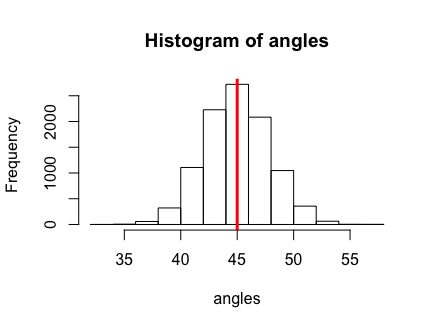 Histogram of angles
Frequency
2000
1000
0
35 40 45 50 55
angles